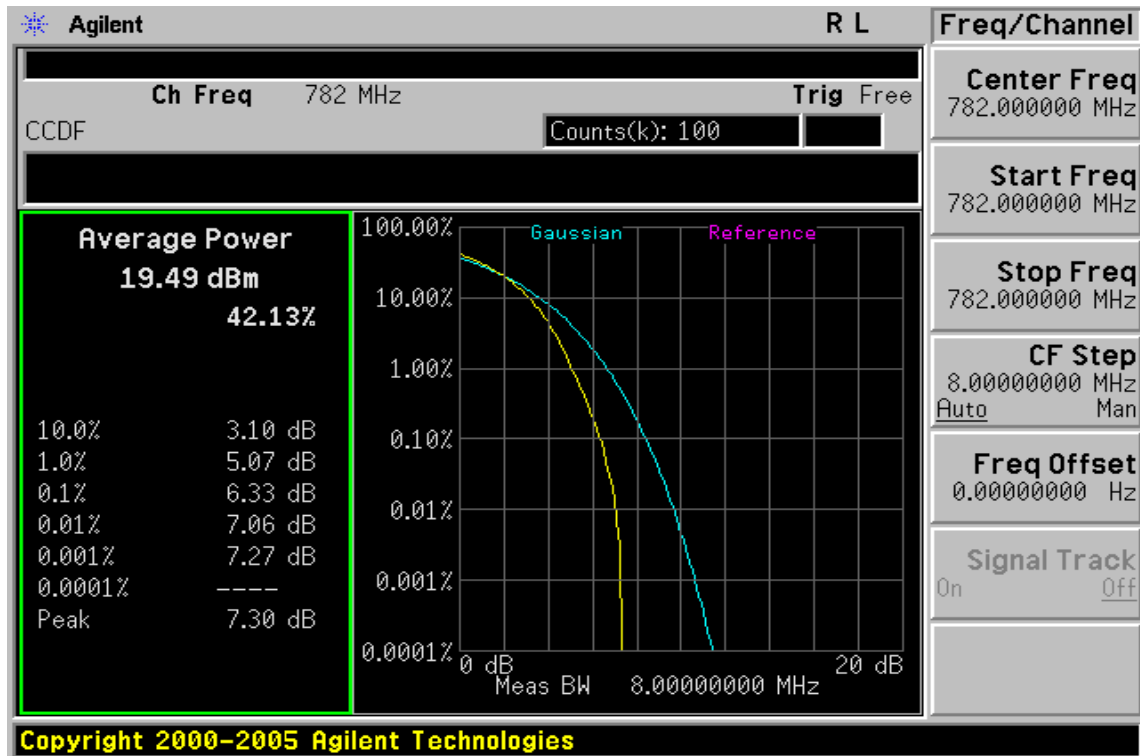 Agilent
R L
Ch Freq 782 MHz
Trig Free
CCDF
Counts(k): 100
Average Power
19.49 dBm
42.13%
10.0% 3.10 dB
1.0% 5.07 dB
0.1% 6.33 dB
0.01% 7.06 dB
0.001% 7.27 dB
0.0001% ----
Peak 7.30 dB
Gaussian
Reference
100.00%
10.00%
1.00%
0.10%
0.01%
0.001%
0.0001%
0 dB
20 dB
Meas BW 8.00000000 MHz
Freq/Channel
Center Freq
782.000000 MHz
Start Freq
782.000000 MHz
Stop Freq
782.000000 MHz
CF Step
8.00000000 MHz
Auto Man
Freq Offset
0.00000000 Hz
Signal Track
On Off
Copyright 2000-2005 Agilent Technologies